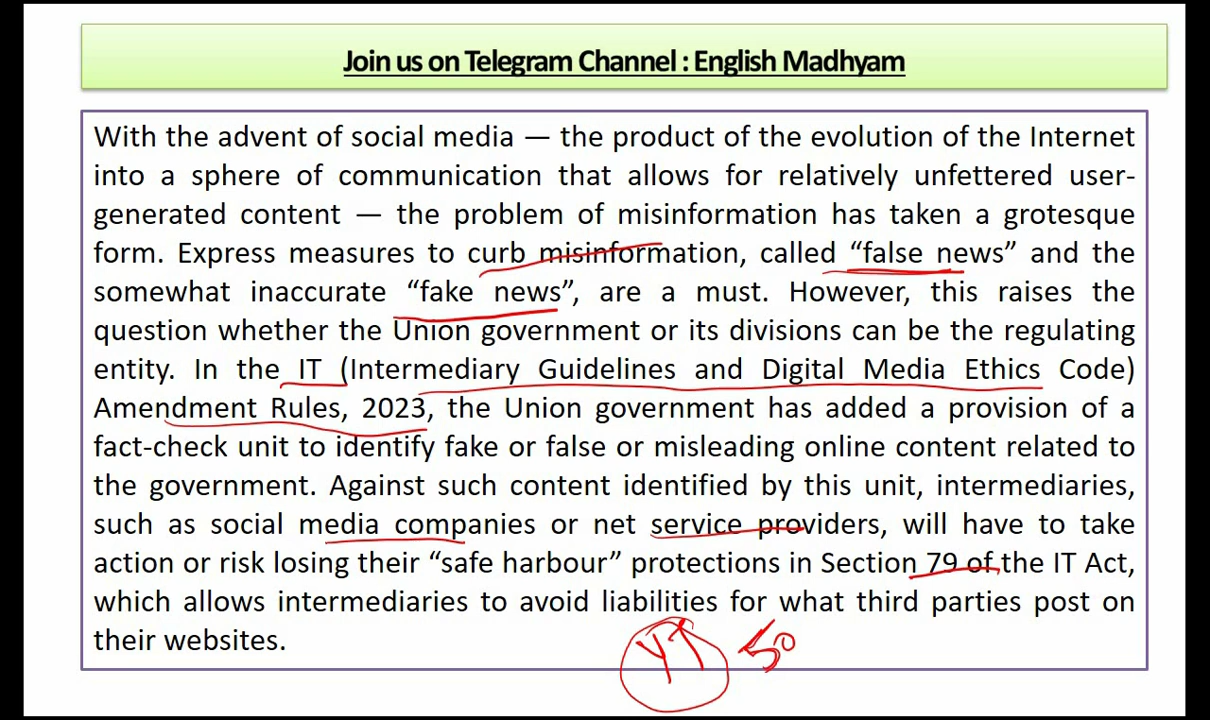 Join us on Telegram Channel : English Madhyam
With the advent of social media — the product of the evolution of the Internet
into a sphere of communication that allows for relatively unfettered user-
generated content — the problem of misinformation has taken a grotesque
form. Express measures to curb misinformation, called “false news” and the
somewhat inaccurate “fake news”, are a must. However, this raises the
question whether the Union government or its divisions can be the regulating
entity. In the IT (Intermediary Guidelines and Digital Media Ethics Code)
Amendment Rules, 2023, the Union government has added a provision of a
fact-check unit to identify fake or false or misleading online content related to
the government. Against such content identified by this unit, intermediaries,
such as social media companies or net service providers, will have to take
action or risk losing their “safe harbour” protections in Section 79 of the IT Act,
which allows intermediaries to avoid liabilities for what third parties post on
their websites.
YT 50